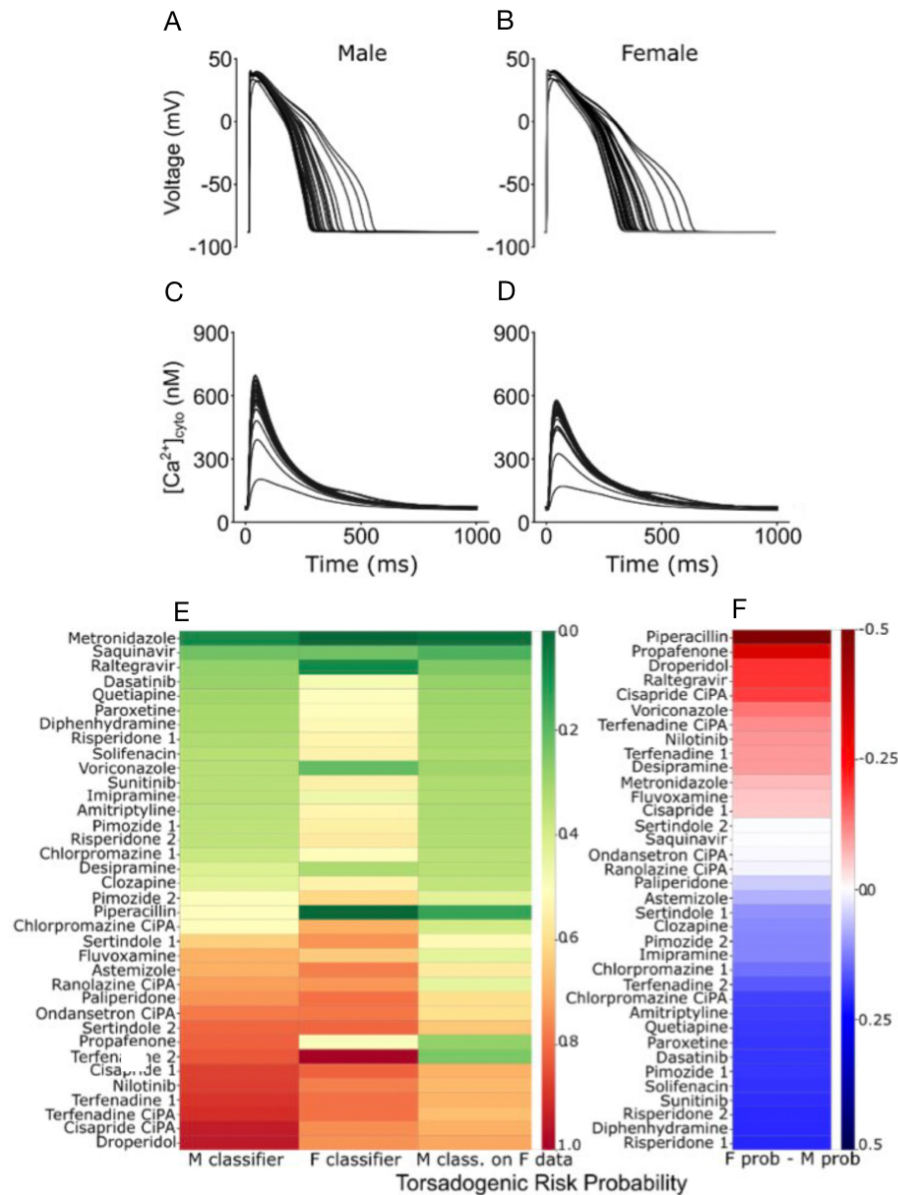 A
B
Male
Female
Voltage (mV)
50
0
-50
-100
50
0
-50
-100
C
D
[Ca2+]cyto (nM)
900
600
300
0
900
600
300
0
0
500
1000
0
500
1000
Time (ms)
Time (ms)
E
Metronidazole
Saquinavir
Raltegravir
Dasatinib
Quetiapine
Paroxetine
Diphenhydramine
Risperidone 1
Solifenacin
Voriconazole
Sunitinib
Imipramine
Amitriptyline
Pimozide 1
Risperidone 2
Chlorpromazine 1
Desipramine
Clozapine
Pimozide 2
Piperacillin
Chlorpromazine CiPA
Sertindole 1
Fluvoxamine
Astemizole
Ranolazine CiPA
Paliperidone
Ondansetron CiPA
Sertindole 2
Propafenone
Terfen ne 2
Cisapride 1
Nilotinib
Terfenadine 1
Terfenadine CiPA
Cisapride CiPA
Droperidol
M classifier
F classifier
M class. on F data
0.0
0.2
0.4
0.6
0.8
1.0
F
Piperacillin
Propafenone
Droperidol
Raltegravir
Cisapride CiPA
Voriconazole
Terfenadine CiPA
Nilotinib
Terfenadine 1
Desipramine
Metronidazole
Fluvoxamine
Cisapride 1
Sertindole 2
Saquinavir
Ondansetron CiPA
Ranolazine CiPA
Paliperidone
Astemizole
Sertindole 1
Clozapine
Pimozide 2
Imipramine
Chlorpromazine 1
Terfenadine 2
Chlorpromazine CiPA
Amitriptyline
Quetiapine
Paroxetine
Dasatinib
Pimozide 1
Solifenacin
Sunitinib
Risperidone 2
Diphenhydramine
Risperidone 1
F prob - M prob
-0.5
-0.25
0.0
0.25
0.5
Torsadogenic Risk Probability